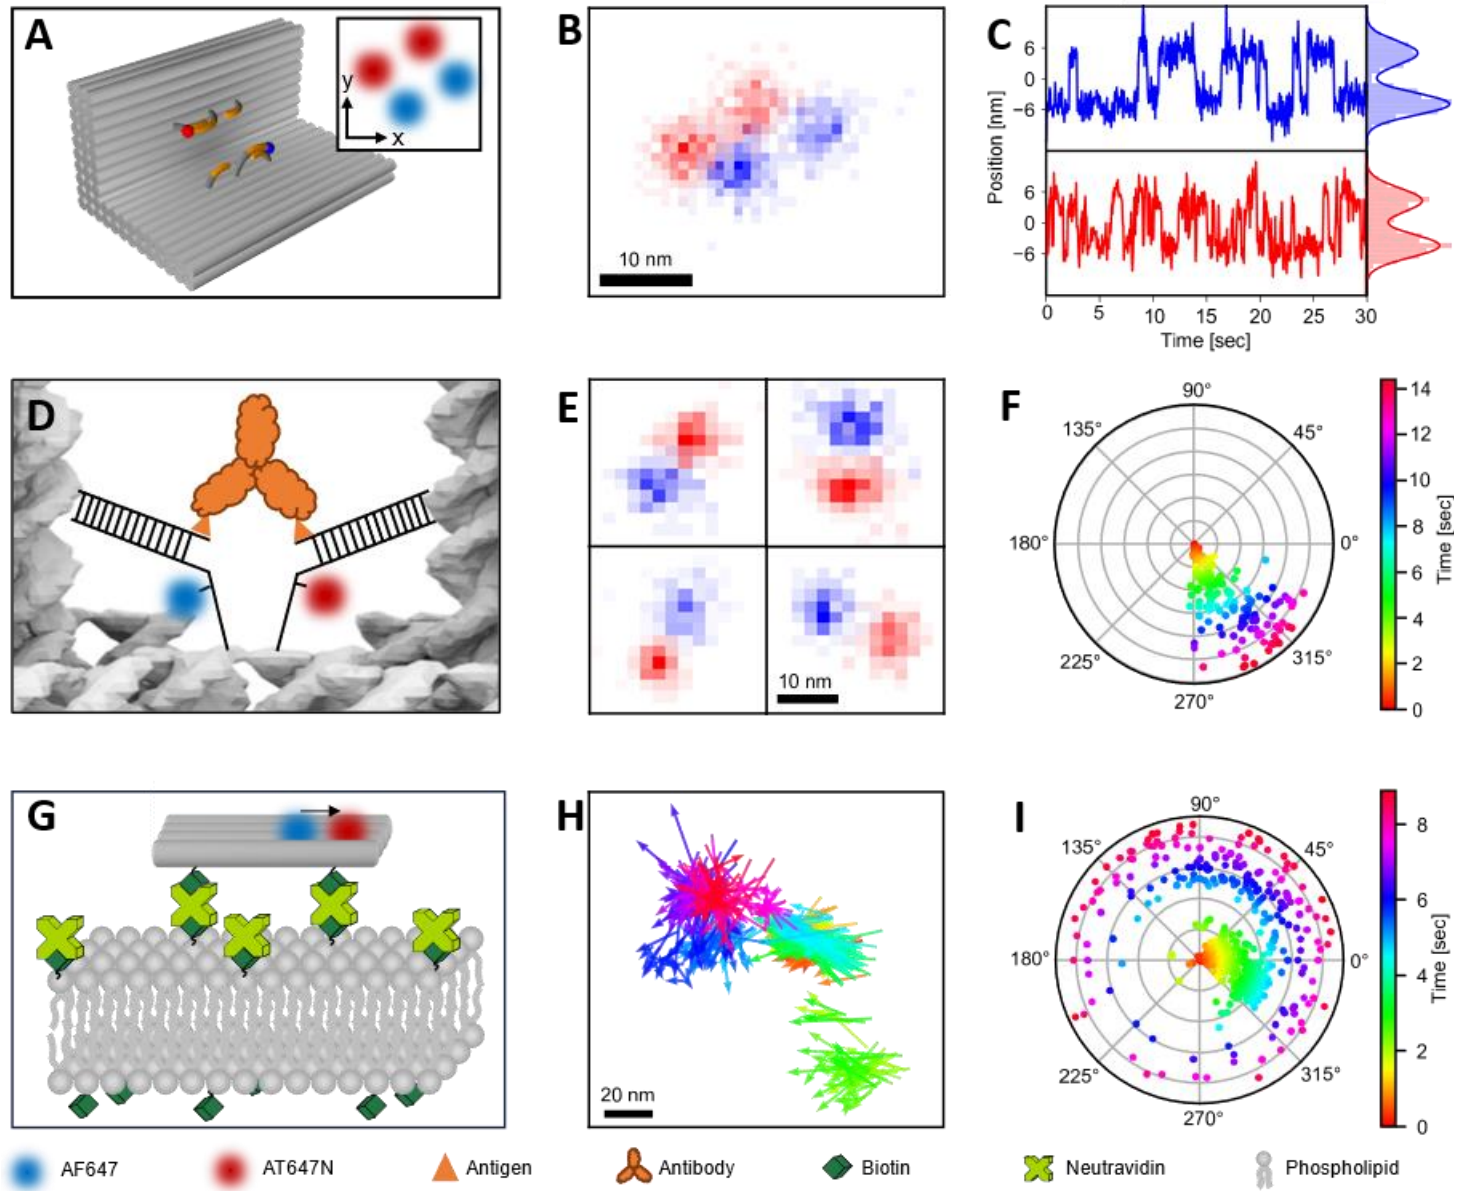 A
y
x
B
10 nm
C
Position [nm]
6
0
−6
6
0
−6
0 5 10 15 20 25 30
Time [sec]
D
E
10 nm
F
90°
135° 45°
180° 0°
225° 315°
270°
14
12
10
8
6
4
2
0
Time [sec]
G
H
20 nm
I
90°
135° 45°
180° 0°
225° 315°
270°
8
6
4
2
0
Time [sec]
AF647 AT647N Antigen Antibody Biotin Neutravidin Phospholipid